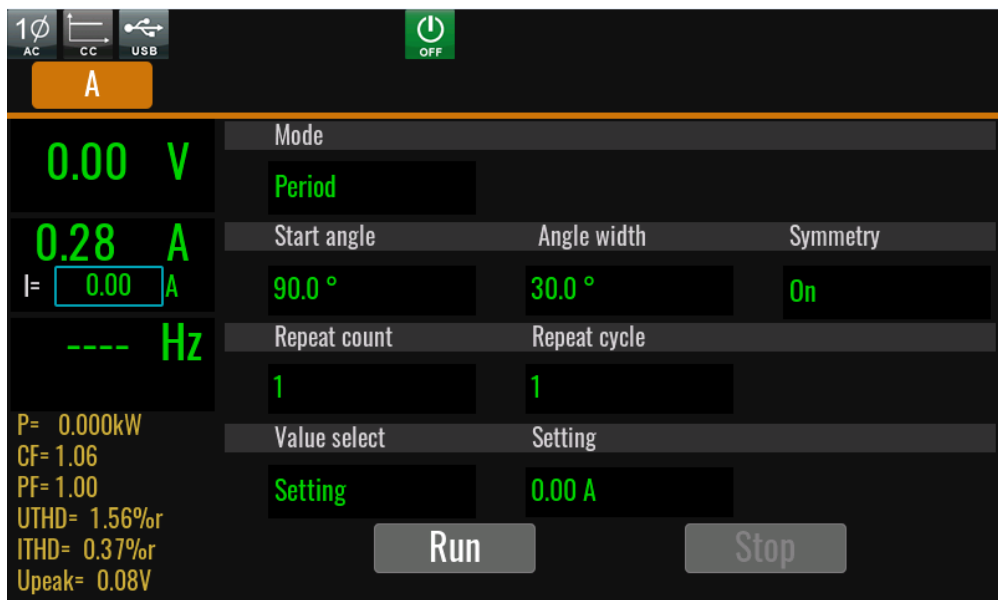 1Ø
AC
CC
USB
OFF
A
0.00 V
0.28 A
I= 0.00 A
---- Hz
P= 0.000kW
CF= 1.06
PF= 1.00
UTHD= 1.56%r
ITHD= 0.37%r
Upeak= 0.08V
Mode
Period
Start angle Angle width Symmetry
90.0 ° 30.0 ° On
Repeat count Repeat cycle
1 1
Value select Setting
Setting 0.00 A
Run Stop